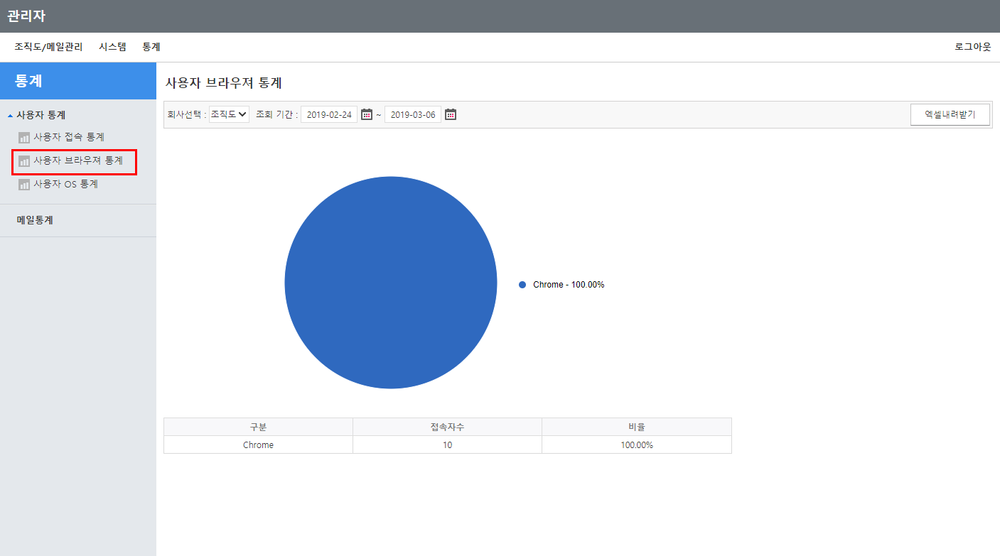 관리자
조직도/메일관리 시스템 통계 로그아웃
통계
사용자 통계
사용자 접속 통계
사용자 브라우져 통계
사용자 OS 통계
메일통계
사용자 브라우져 통계
회사선택 : 조직도 조회 기간 : 2019-02-24 ~ 2019-03-06 엑셀내려받기
Chrome - 100.00%
구분 접속자수 비율
Chrome 10 100.00%